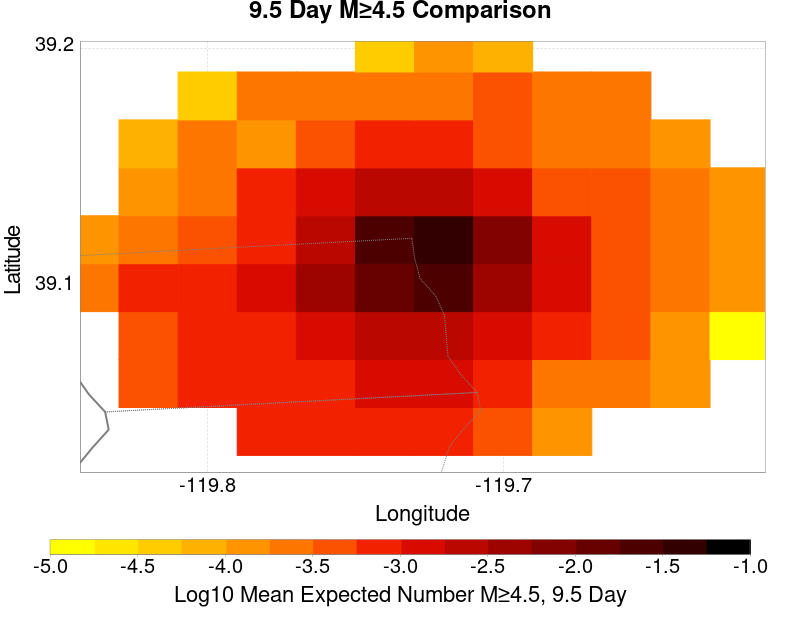 9.5 Day M≥4.5 Comparison
39.2
39.1
Latitude
-119.8 -119.7
Longitude
-5.0 -4.5 -4.0 -3.5 -3.0 -2.5 -2.0 -1.5 -1.0
Log10 Mean Expected Number M≥4.5, 9.5 Day